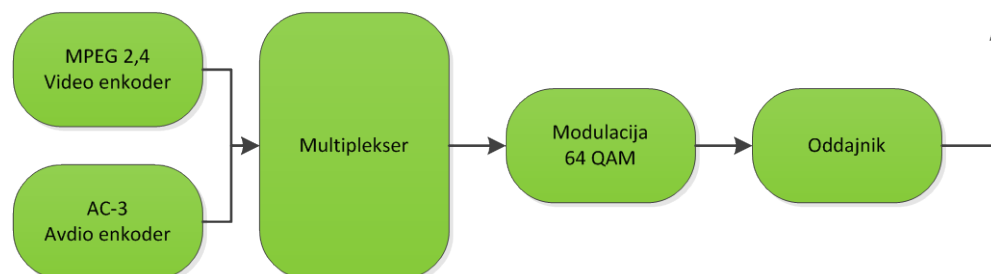 MPEG 2,4
Video enkoder
AC-3
Avdio enkoder
Multiplekser
Modulacija
64 QAM
Oddajnik